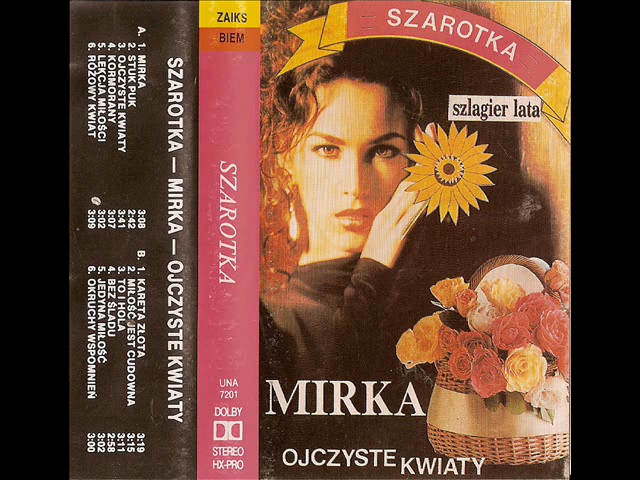 A. 1. MIRKA 3:08
2. STUK PUK 2:42
3. OJCZYSTE KWIATY 3:41
4. KORMORANY 3:07
5. LEKCJA MIŁOŚCI 3:02
6. RÓŻOWY KWIAT 3:09
B. 1. KARETA ZŁOTA 3:19
2. MIŁOŚĆ JEST CUDOWNA 3:15
3. TO I HOLA 3:11
4. BEZ ŚLADU 2:58
5. JEDYNA MIŁOŚĆ 3:02
6. OKRUCHY WSPOMNIEŃ 3:00
SZAROTKA — MIRKA — OJCZYSTE KWIATY
ZAIKS
BIEM
SZAROTKA
UNA
7201
DOLBY
STEREO
HX-PRO
SZAROTKA
szlagier lata
MIRKA
OJCZYSTE KWIATY